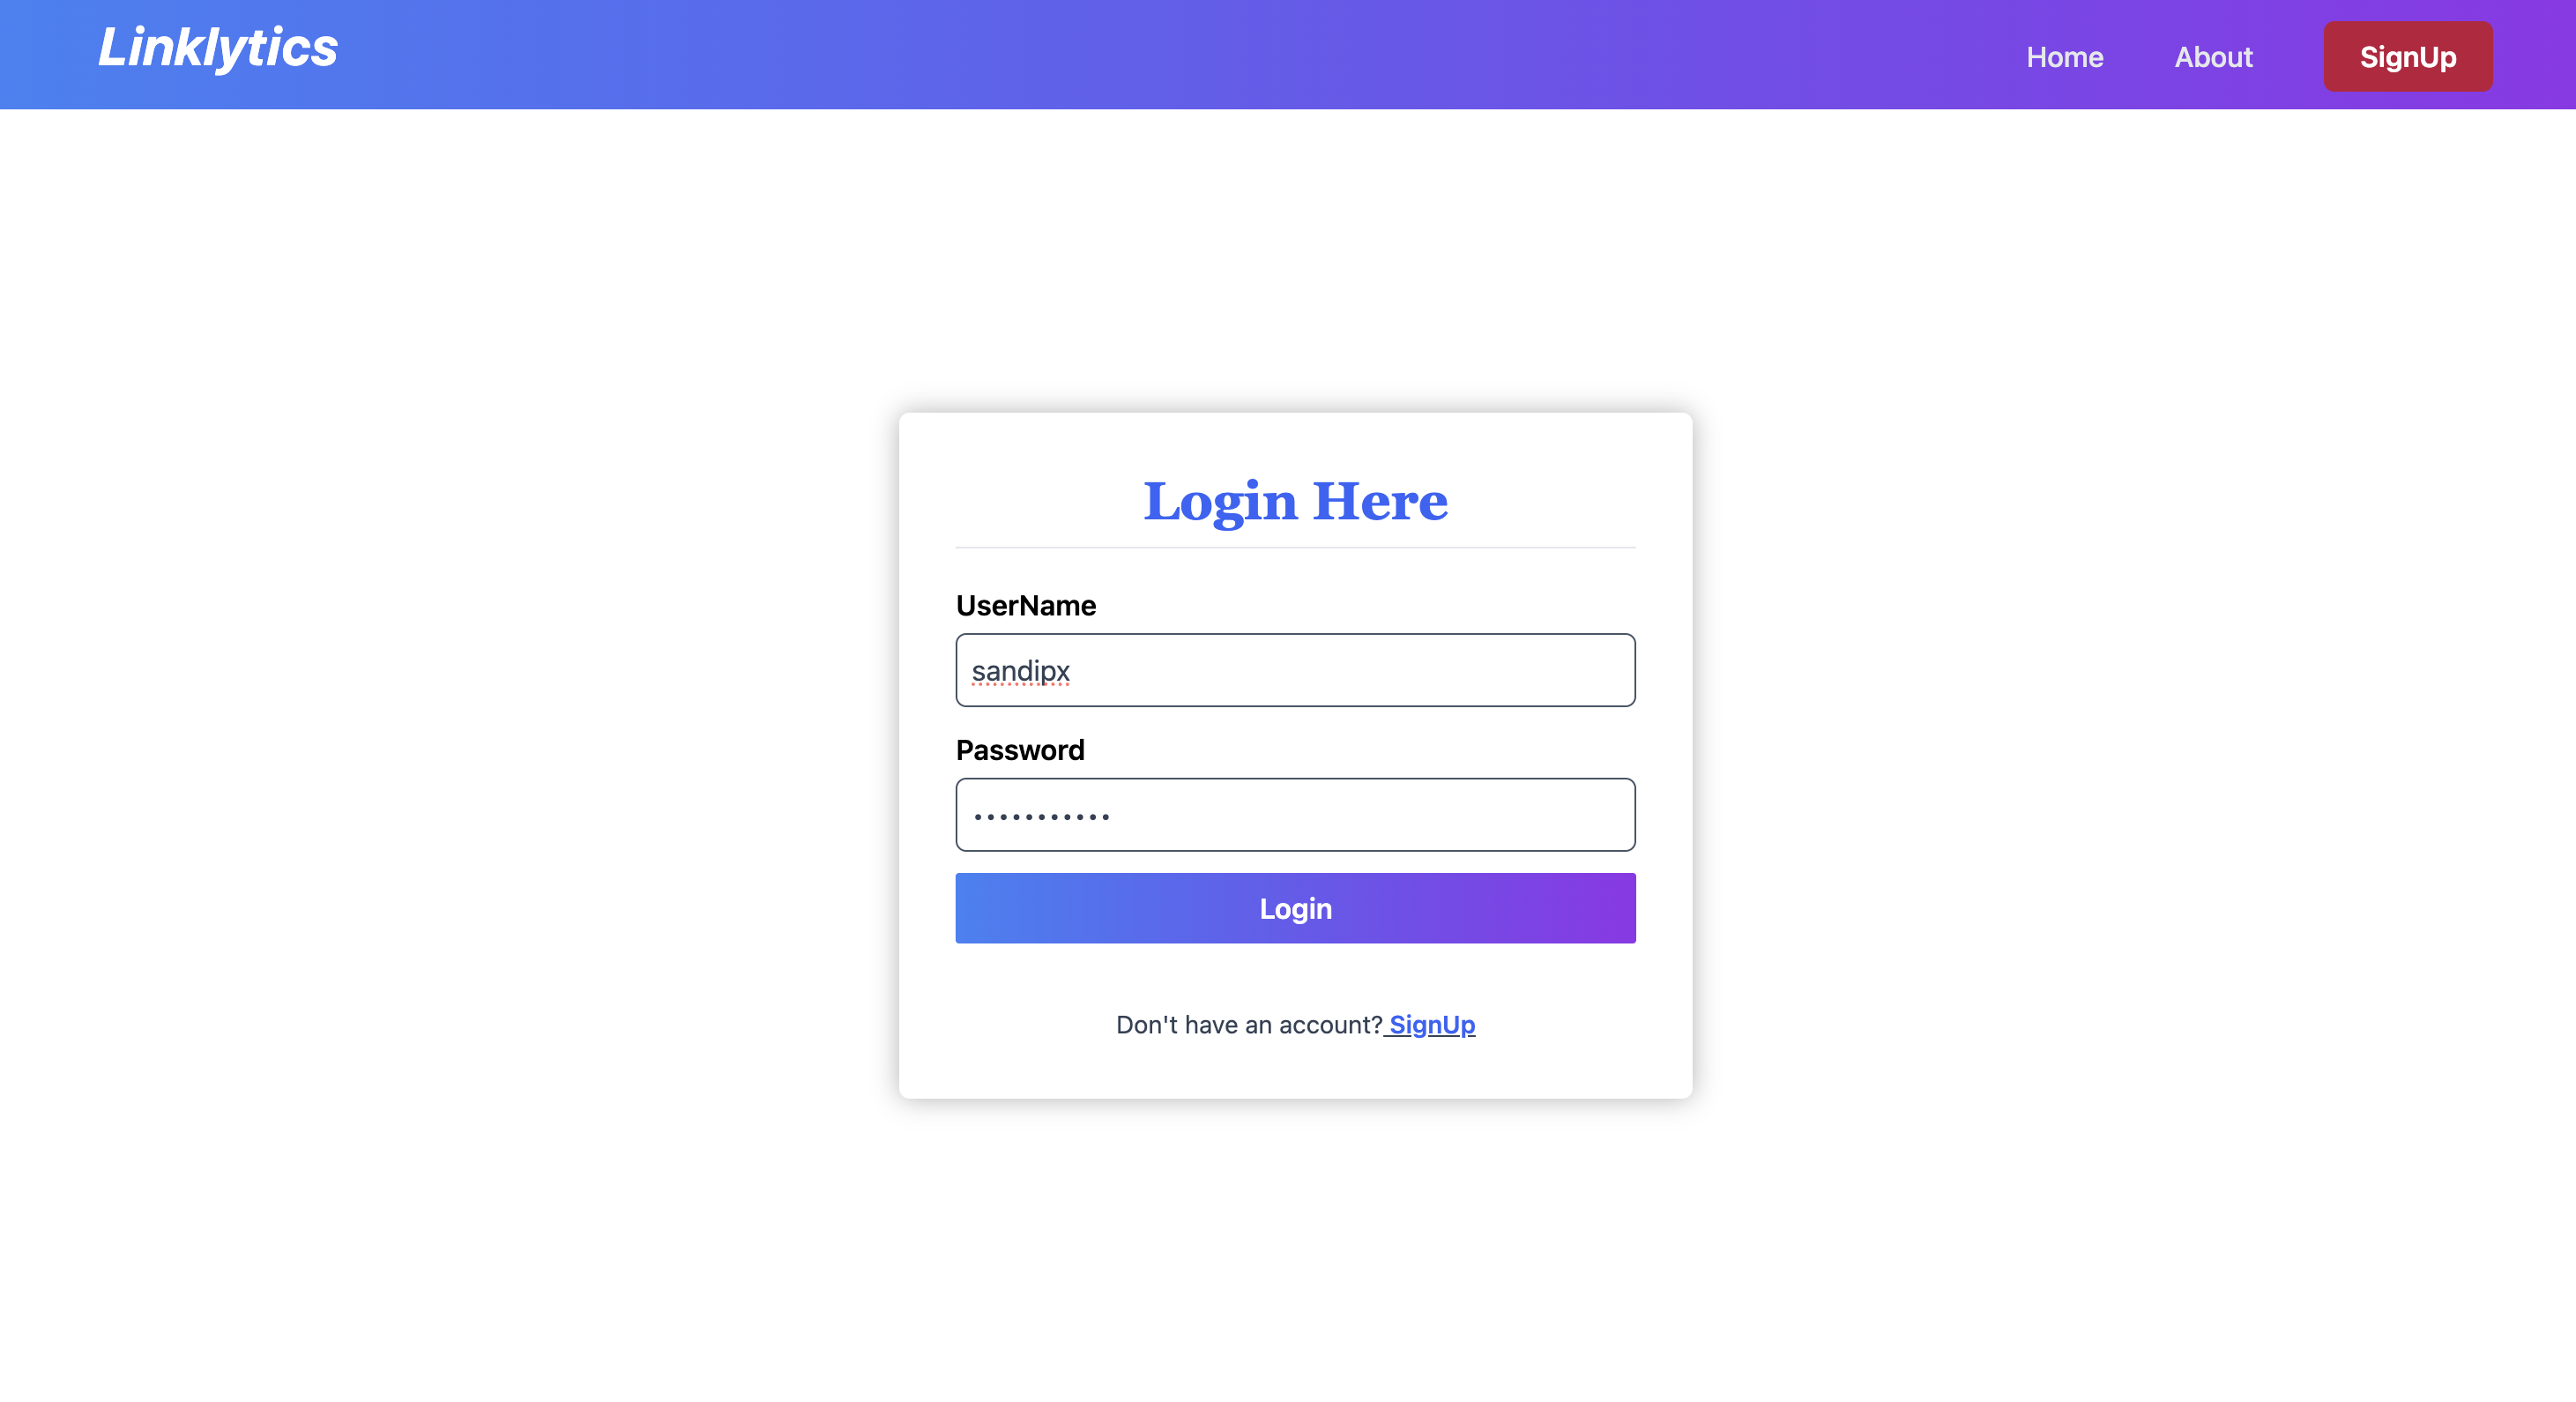 Linklytics
Home About SignUp
Login Here
UserName
sandipx
Password
•••••••••••
Login
Don't have an account? SignUp